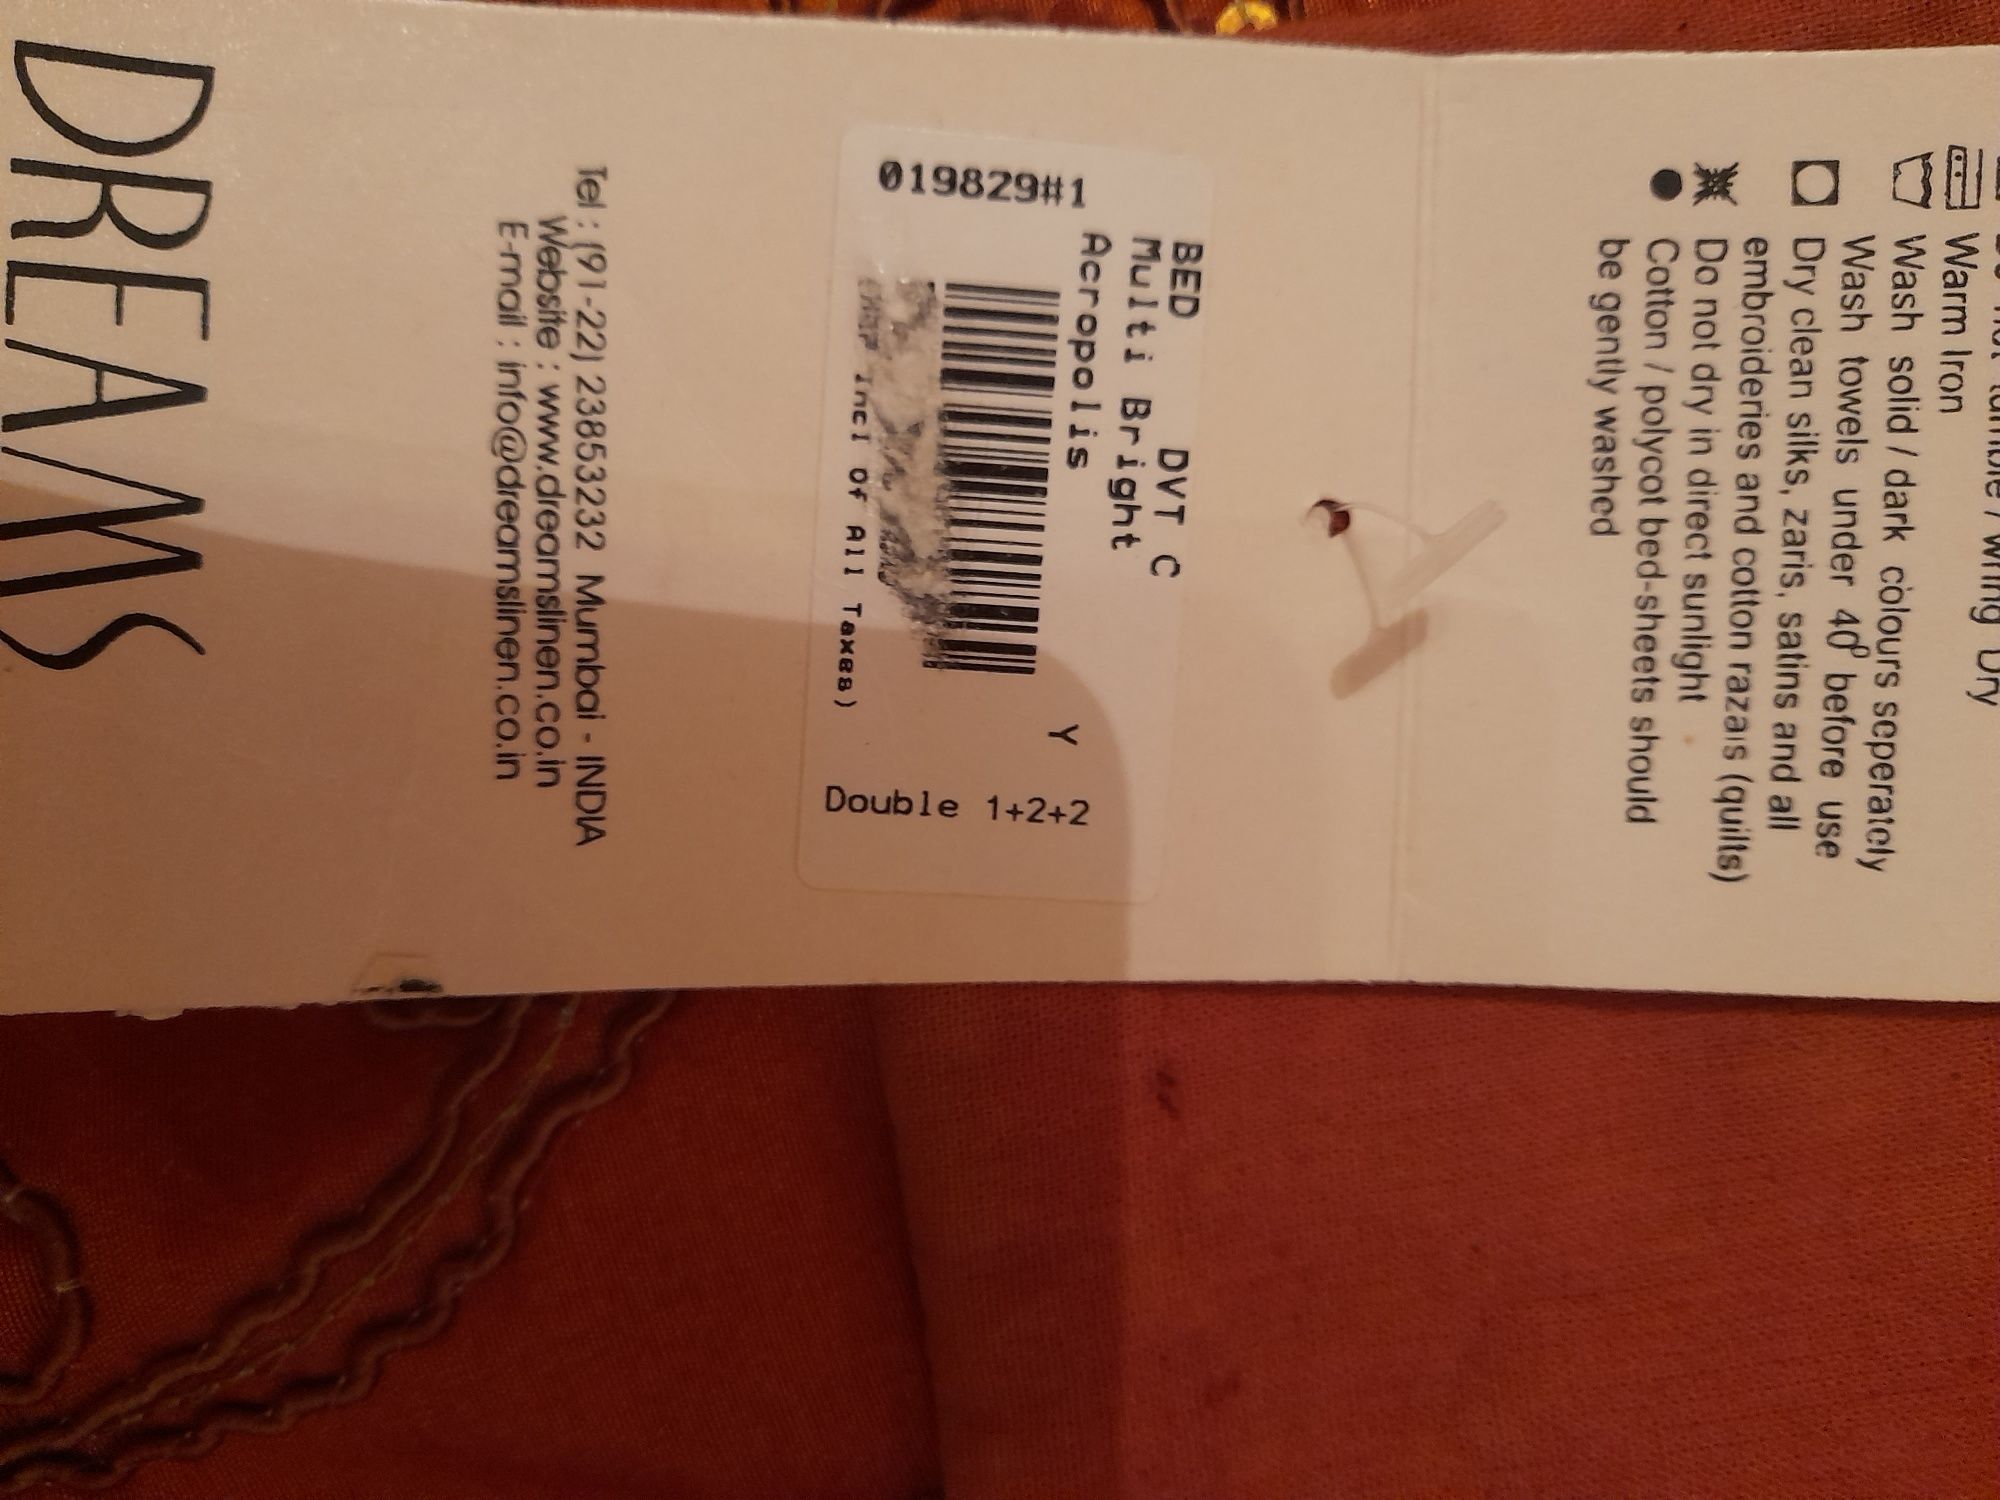 Warm Iron
Wash solid / dark colours seperately
Wash towels under 40⁰ before use
Dry clean silks, zaris, satins and all
embroideries and cotton razais (quilts)
Do not dry in direct sunlight
Cotton / polycot bed-sheets should
be gently washed
BED DVT C
Multi Bright
Acropolis
019829#1
Y
Double 1+2+2
Incl Of All Taxes)
Tel : (91-22) 23853232 Mumbai - INDIA
Website : www.dreamslinen.co.in
E-mail : info@dreamslinen.co.in
DREAMS